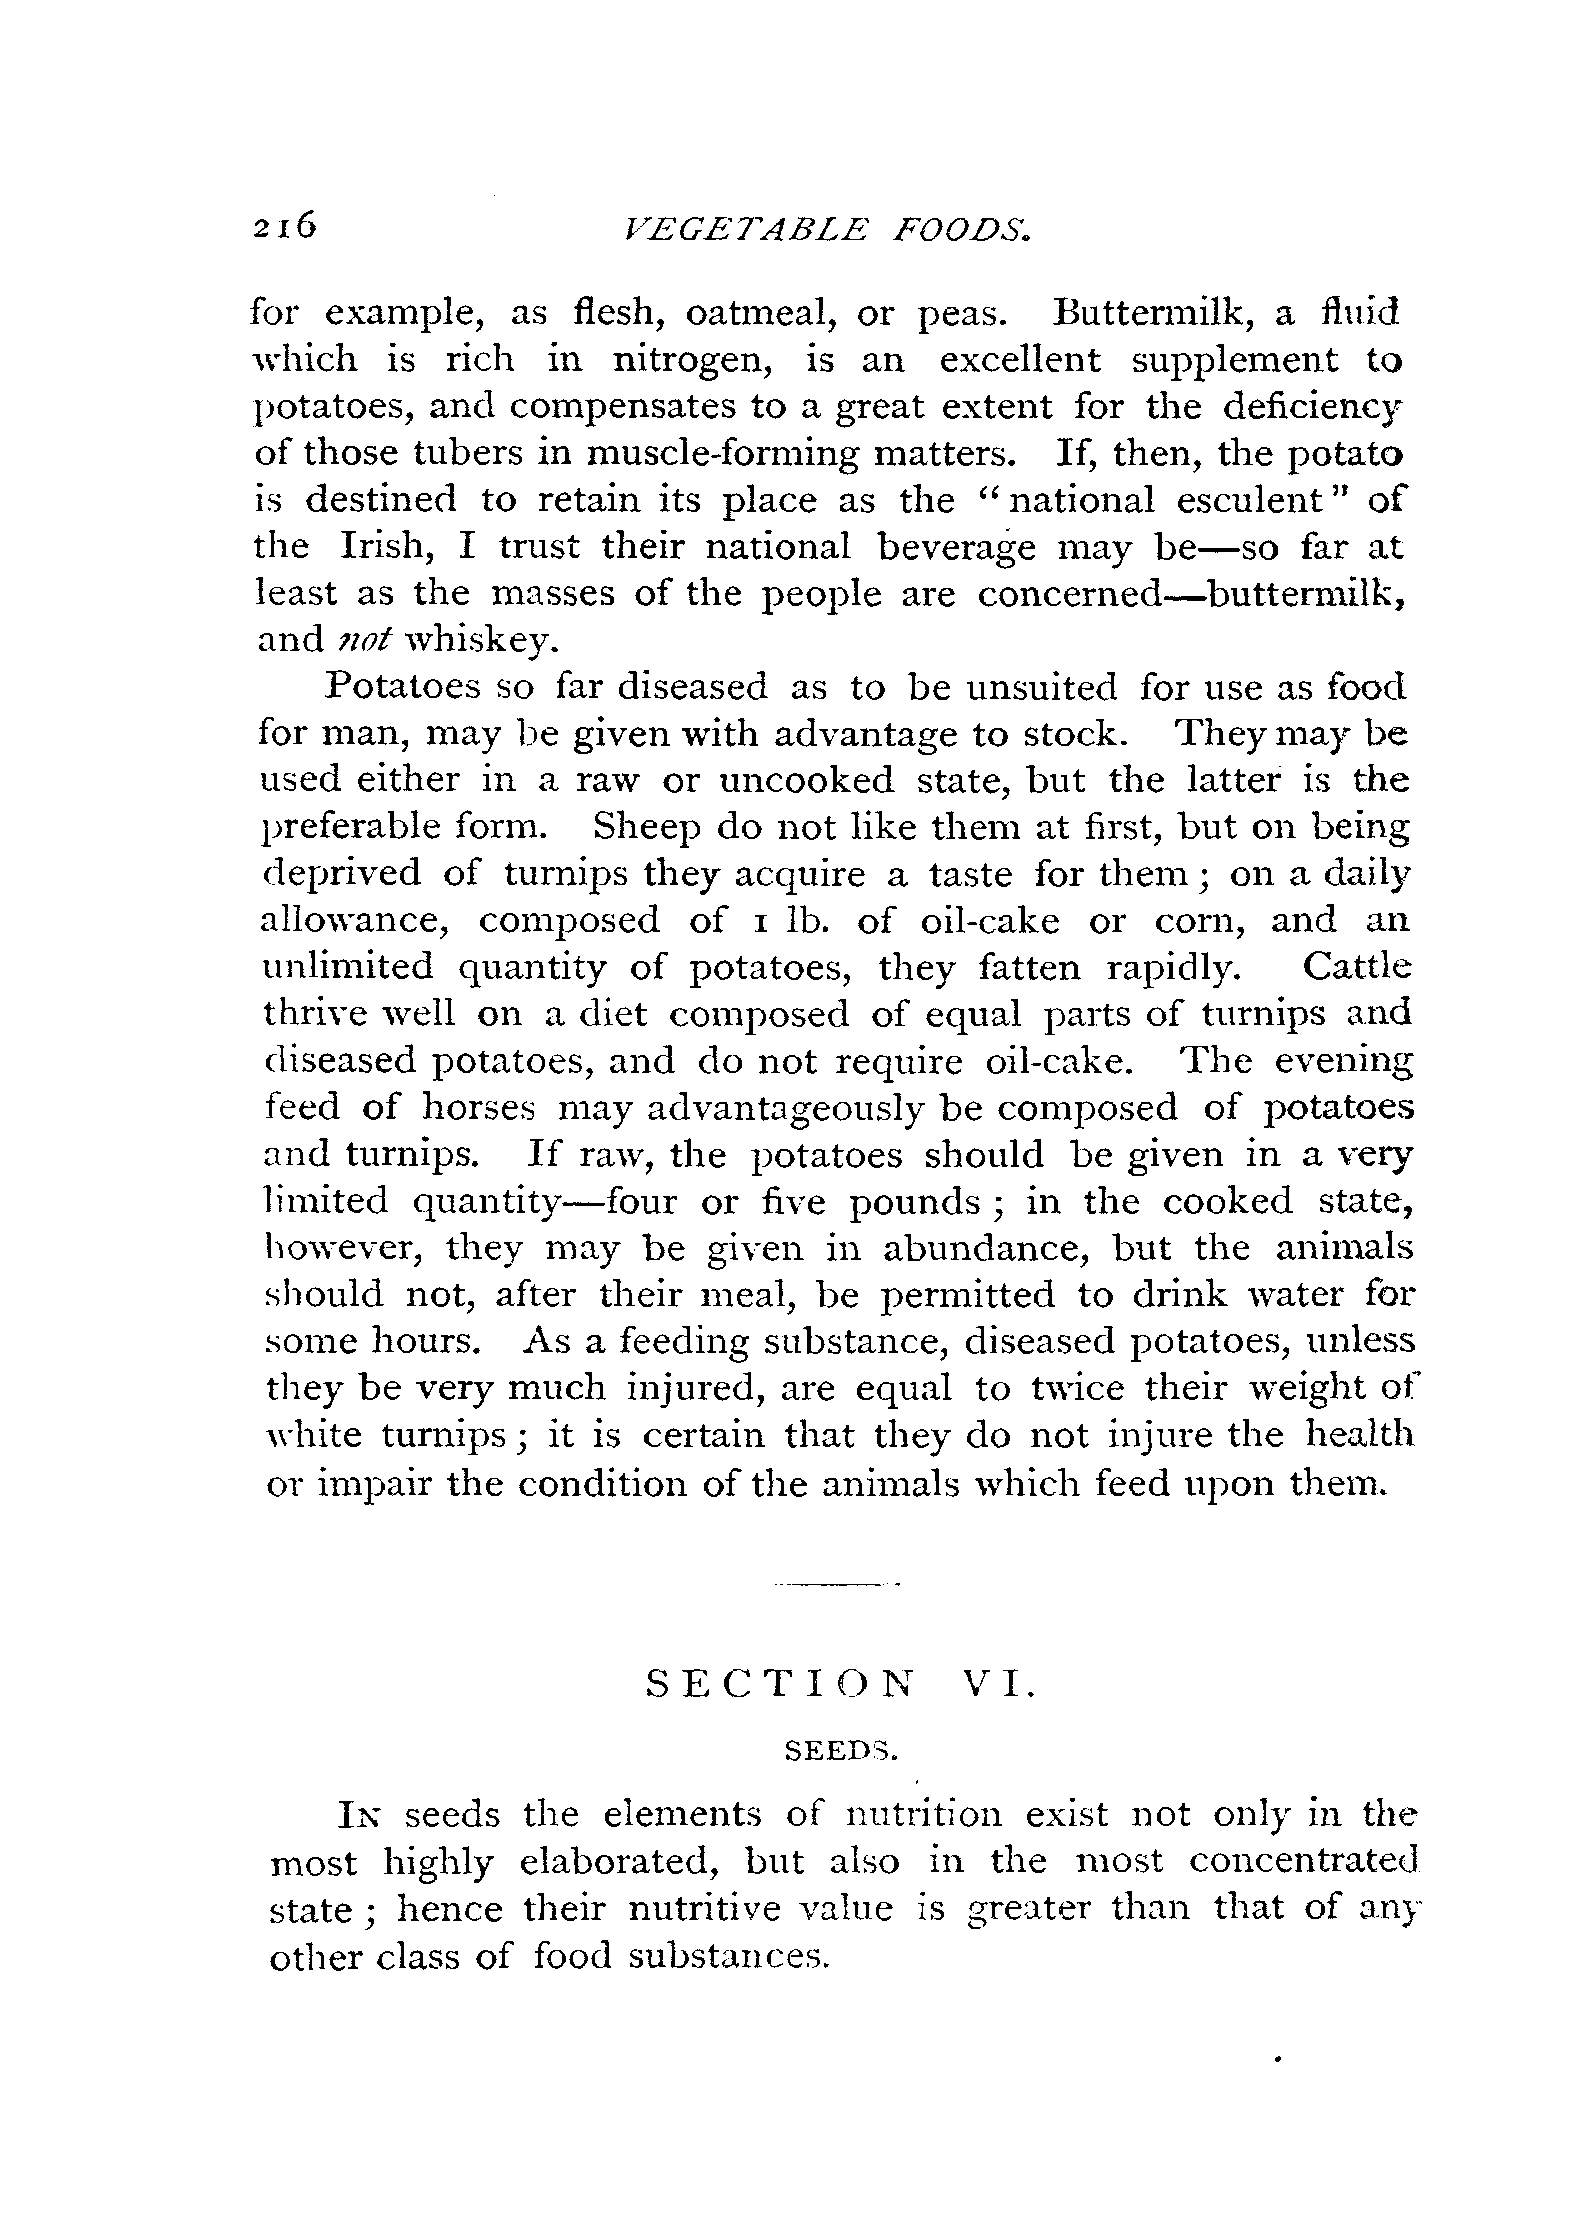 216 VEGETABLE FOODS.
for example, as flesh, oatmeal, or peas. Buttermilk, a fluid
which is rich in nitrogen, is an excellent supplement to
potatoes, and compensates to a great extent for the deficiency
of those tubers in muscle-forming matters. If, then, the potato
is destined to retain its place as the “national esculent” of
the Irish, I trust their national beverage may be—so far at
least as the masses of the people are concerned—buttermilk,
and not whiskey.
Potatoes so far diseased as to be unsuited for use as food
for man, may be given with advantage to stock. They may be
used either in a raw or uncooked state, but the latter is the
preferable form. Sheep do not like them at first, but on being
deprived of turnips they acquire a taste for them; on a daily
allowance, composed of 1 lb. of oil-cake or corn, and an
unlimited quantity of potatoes, they fatten rapidly. Cattle
thrive well on a diet composed of equal parts of turnips and
diseased potatoes, and do not require oil-cake. The evening
feed of horses may advantageously be composed of potatoes
and turnips. If raw, the potatoes should be given in a very
limited quantity—four or five pounds; in the cooked state,
however, they may be given in abundance, but the animals
should not, after their meal, be permitted to drink water for
some hours. As a feeding substance, diseased potatoes, unless
they be very much injured, are equal to twice their weight of
white turnips; it is certain that they do not injure the health
or impair the condition of the animals which feed upon them.
SECTION VI.
SEEDS.
IN seeds the elements of nutrition exist not only in the
most highly elaborated, but also in the most concentrated
state; hence their nutritive value is greater than that of any
other class of food substances.